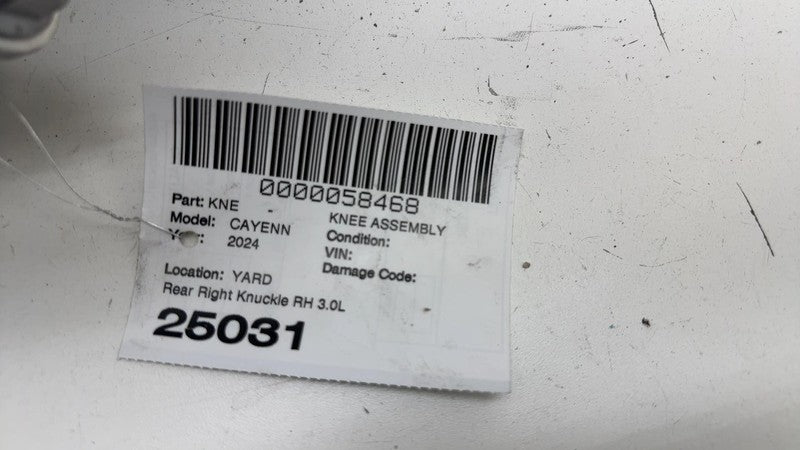 0000058468
Part: KNE KNEE ASSEMBLY
Model: CAYENN Condition:
2024 VIN:
Damage Code:
Location: YARD
Rear Right Knuckle RH 3.0L
25031